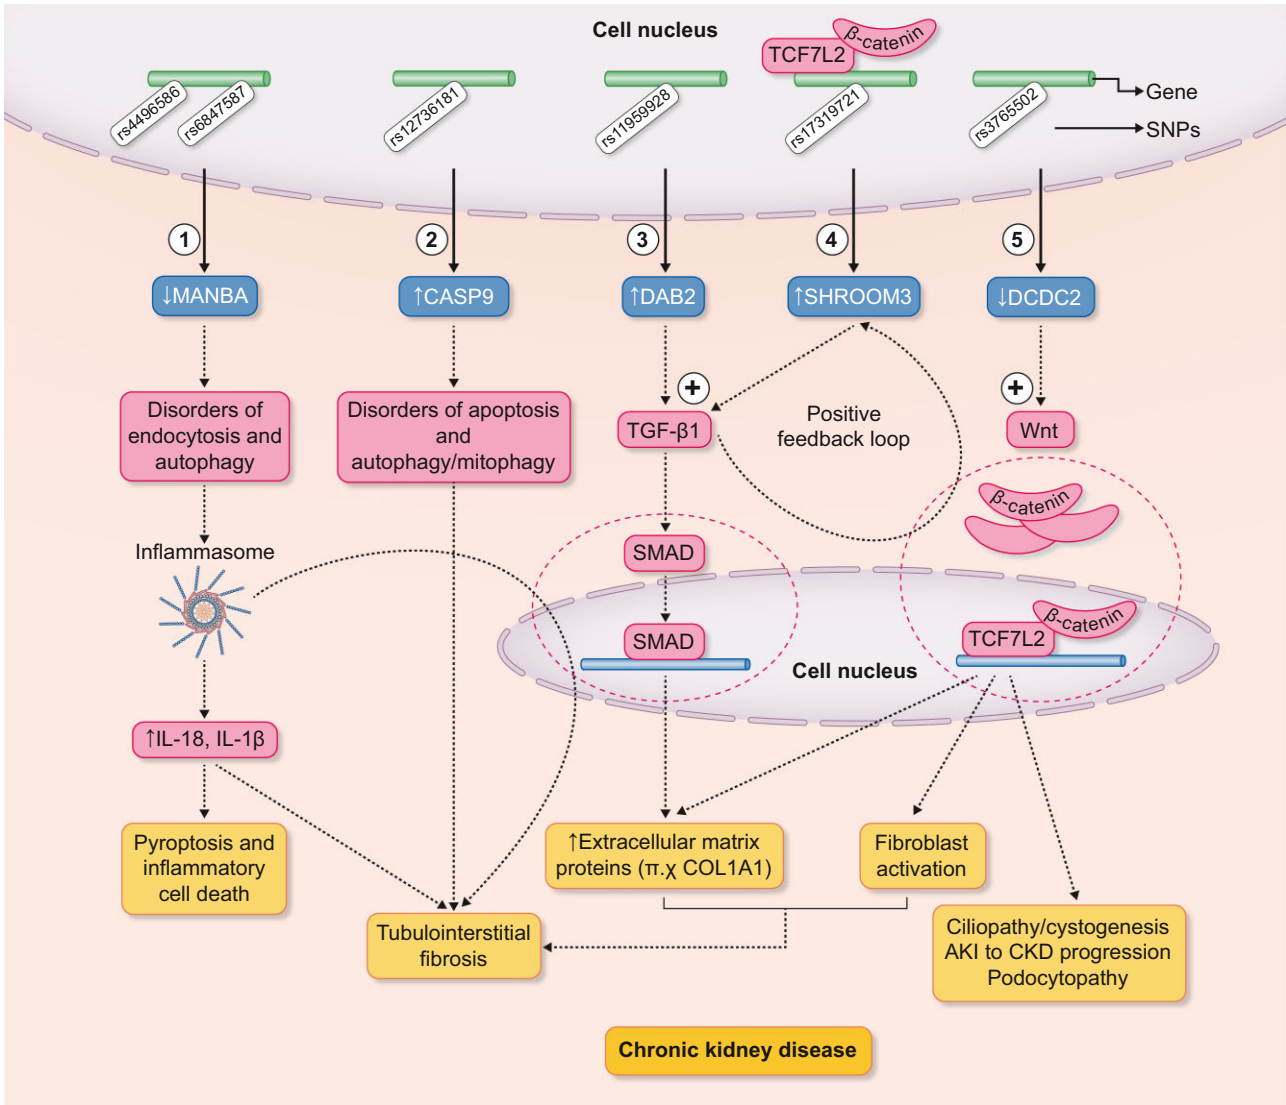 Cell nucleus
TCF7L2
β-catenin
rs4496586
rs6847587
rs12736181
rs11959928
rs17319721
rs3765502
Gene
SNPs
1
2
3
4
5
↓MANBA
↑CASP9
↑DAB2
↑SHROOM3
↓DCDC2
+
+
Disorders of
endocytosis and
autophagy
Disorders of apoptosis
and
autophagy/mitophagy
TGF-β1
Positive
feedback loop
Wnt
β-catenin
Inflammasome
SMAD
SMAD
TCF7L2
β-catenin
Cell nucleus
↑IL-18, IL-1β
Pyroptosis and
inflammatory
cell death
↑Extracellular matrix
proteins (π.χ COL1A1)
Fibroblast
activation
Tubulointerstitial
fibrosis
Ciliopathy/cystogenesis
AKI to CKD progression
Podocytopathy
Chronic kidney disease